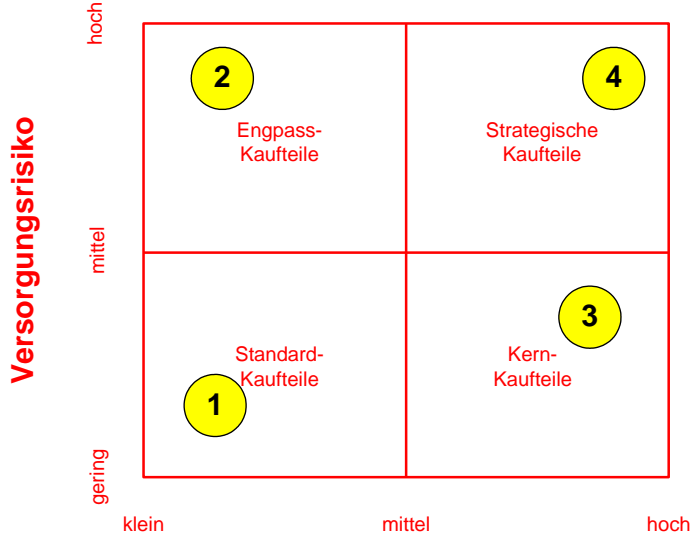 hoch
2
4
Engpass-
Kaufteile
Strategische
Kaufteile
Versorgungsrisiko
mittel
3
Standard-
Kaufteile
Kern-
Kaufteile
1
gering
klein
mittel
hoch